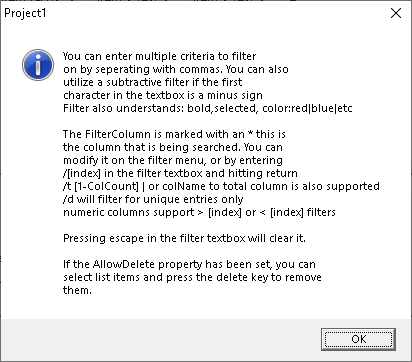 Project1
You can enter multiple criteria to filter
on by seperating with commas. You can also
utilize a subtractive filter if the first
character in the textbox is a minus sign
Filter also understands: bold,selected, color:red|blue|etc
The FilterColumn is marked with an * this is
the column that is being searched. You can
modify it on the filter menu, or by entering
/[index] in the filter textbox and hitting return
/t [1-ColCount] | or colName to total column is also supported
/d will filter for unique entries only
numeric columns support > [index] or < [index] filters
Pressing escape in the filter textbox will clear it.
If the AllowDelete property has been set, you can
select list items and press the delete key to remove
them.
OK